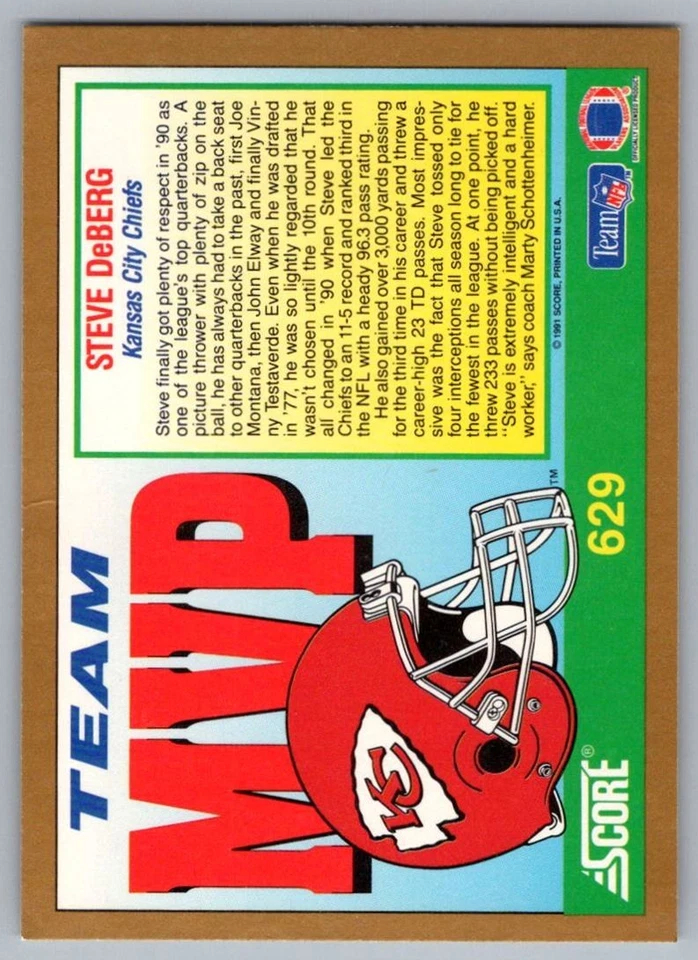 TEAM
MVP
STEVE DeBERG
Kansas City Chiefs
Steve finally got plenty of respect in '90 as
one of the league's top quarterbacks. A
picture thrower with plenty of zip on the
ball, he has always had to take a back seat
to other quarterbacks in the past, first Joe
Montana, then John Elway and finally Vin-
ny Testaverde. Even when he was drafted
in '77, he was so lightly regarded that he
wasn't chosen until the 10th round. That
all changed in '90 when Steve led the
Chiefs to an 11-5 record and ranked third in
the NFL with a heady 96.3 pass rating.
He also gained over 3,000 yards passing
for the third time in his career and threw a
career-high 23 TD passes. Most impres-
sive was the fact that Steve tossed only
four interceptions all season long to tie for
the fewest in the league. At one point, he
threw 233 passes without being picked off.
"Steve is extremely intelligent and a hard
worker," says coach Marty Schottenheimer.
KC
TM
© 1991 SCORE, PRINTED IN U.S.A.
SCORE®
629
Team NFL
OFFICIALLY LICENSED PRODUCT